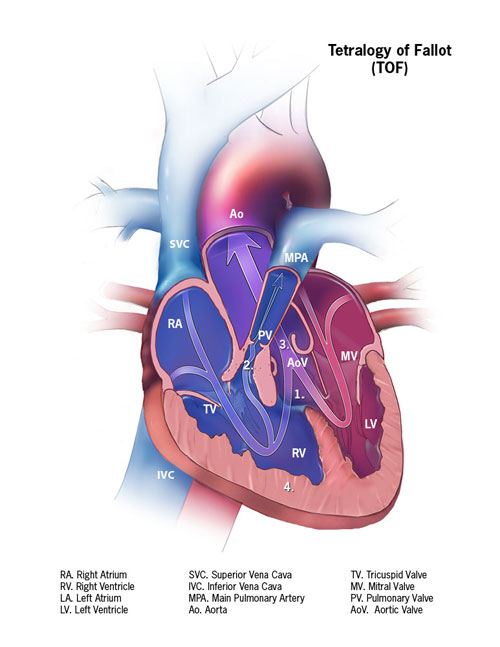 Tetralogy of Fallot
(TOF)
Ao
SVC
MPA
RA
PV
3.
MV
2.
AoV
1.
TV
LV
RV
IVC
4.
RA. Right Atrium
RV. Right Ventricle
LA. Left Atrium
LV. Left Ventricle
SVC. Superior Vena Cava
IVC. Inferior Vena Cava
MPA. Main Pulmonary Artery
Ao. Aorta
TV. Tricuspid Valve
MV. Mitral Valve
PV. Pulmonary Valve
AoV. Aortic Valve